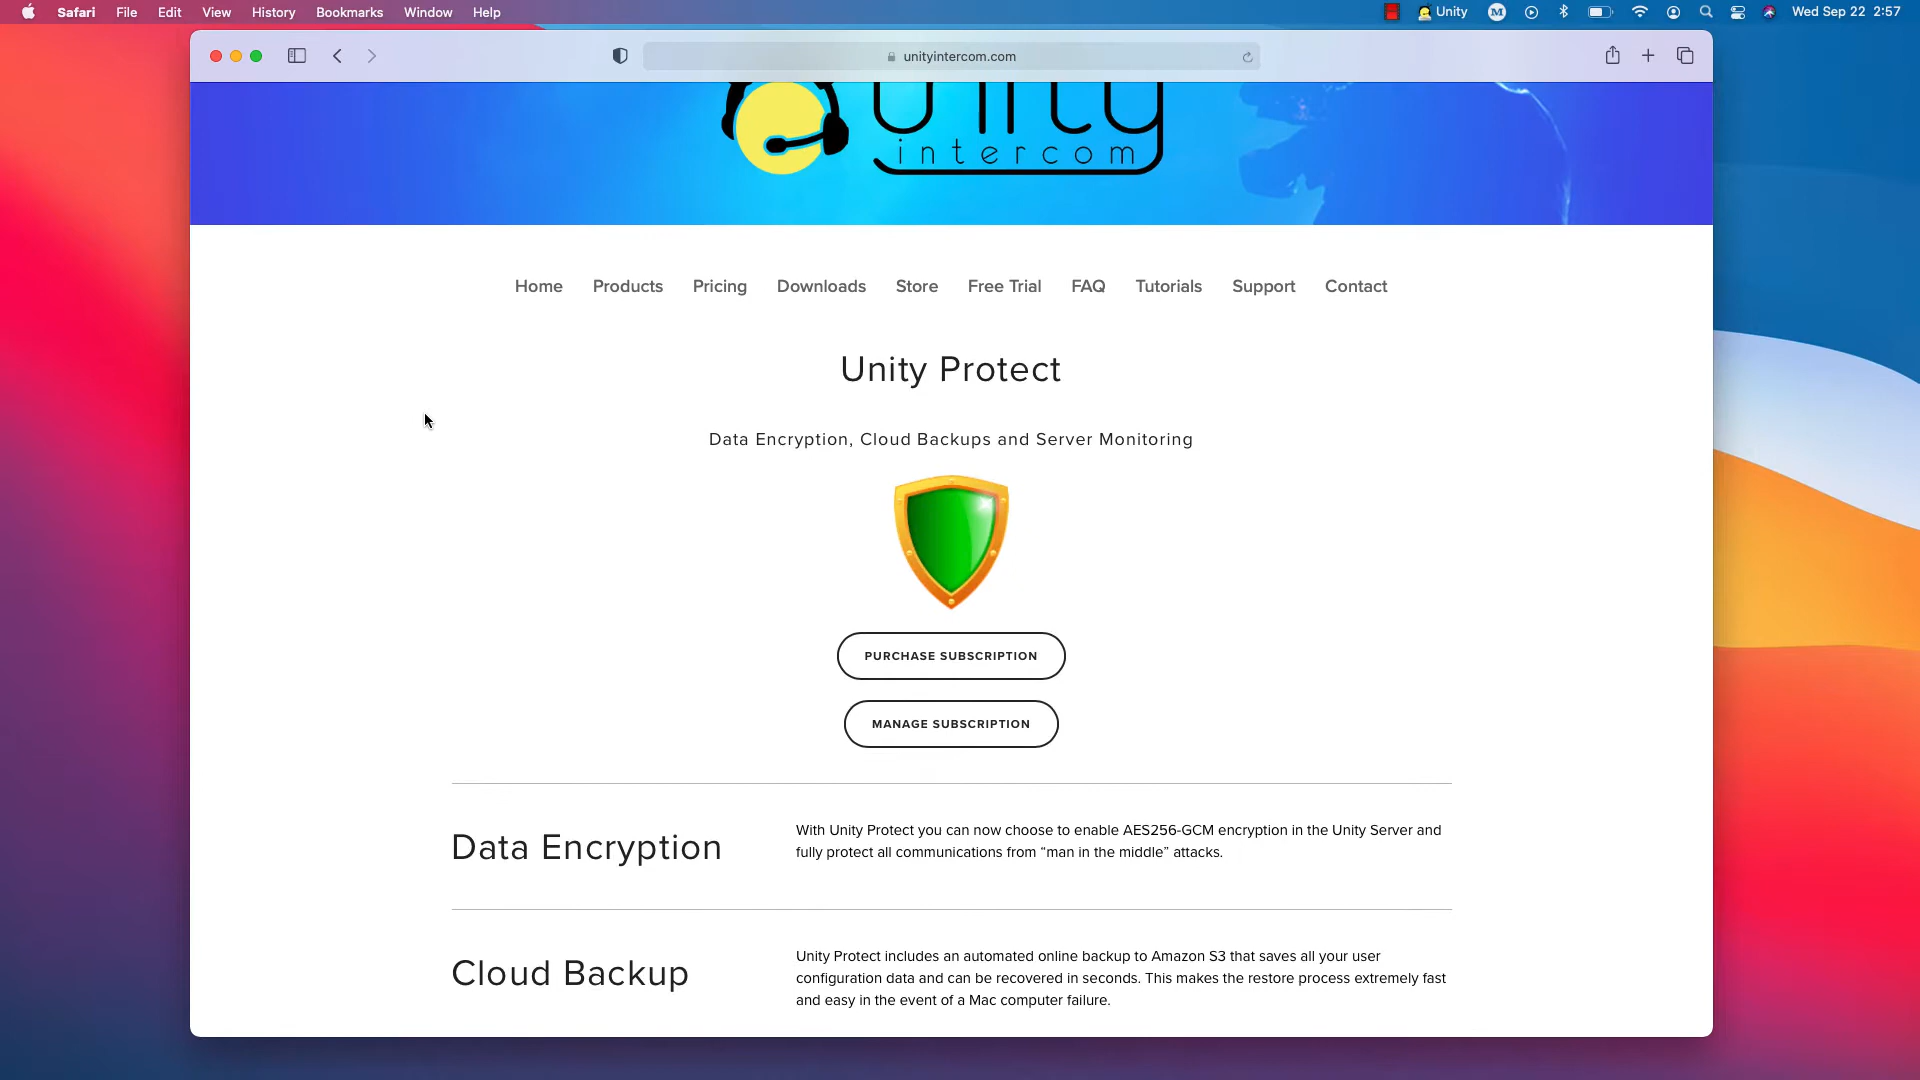 Safari File Edit View History Bookmarks Window Help Unity M Wed Sep 22 2:57
unityintercom.com
unity
intercom
Home Products Pricing Downloads Store Free Trial FAQ Tutorials Support Contact
Unity Protect
Data Encryption, Cloud Backups and Server Monitoring
PURCHASE SUBSCRIPTION
MANAGE SUBSCRIPTION
Data Encryption
With Unity Protect you can now choose to enable AES256-GCM encryption in the Unity Server and
fully protect all communications from “man in the middle” attacks.
Cloud Backup
Unity Protect includes an automated online backup to Amazon S3 that saves all your user
configuration data and can be recovered in seconds. This makes the restore process extremely fast
and easy in the event of a Mac computer failure.